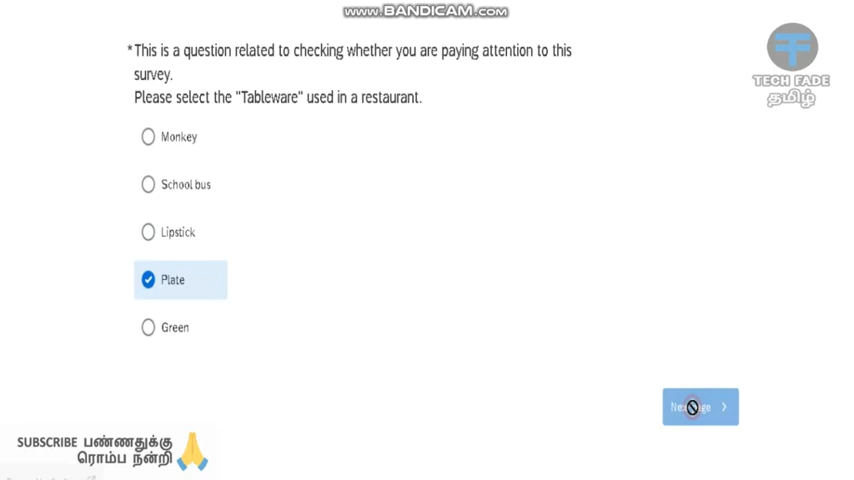 WWW.BANDICAM.COM
*This is a question related to checking whether you are paying attention to this
survey.
Please select the "Tableware" used in a restaurant.
TECH FADE
தமிழ்
Monkey
School bus
Lipstick
Plate
Green
SUBSCRIBE பண்ணதுக்கு
ரொம்ப நன்றி